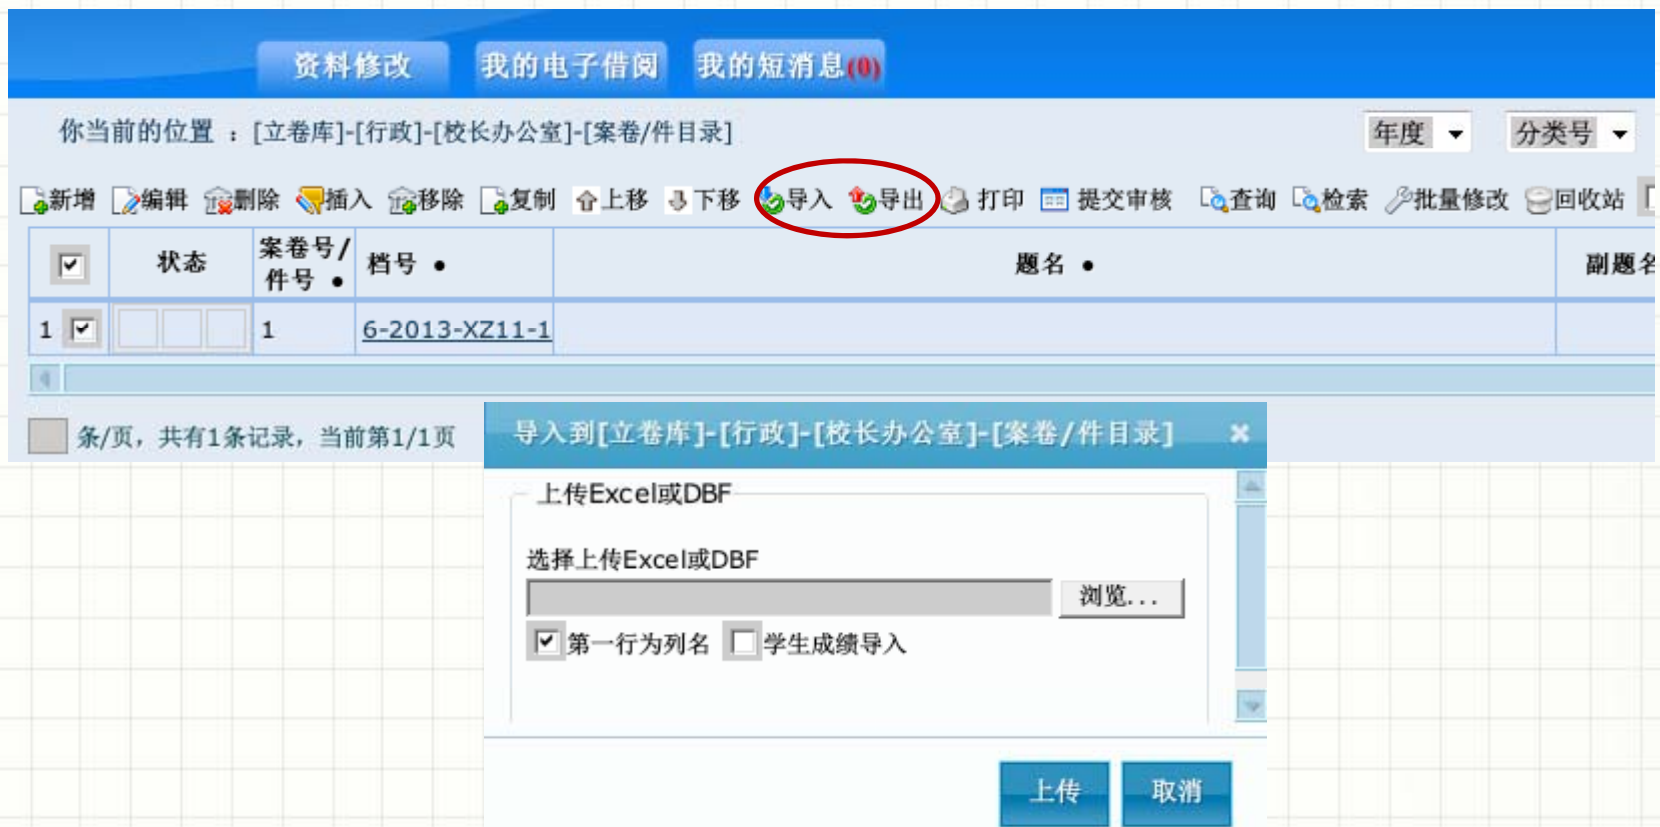 资料修改 我的电子借阅 我的短消息(0)
你当前的位置 : [立卷库]-[行政]-[校长办公室]-[案卷/件目录] 年度 分类号
新增 编辑 删除 插入 移除 复制 上移 下移 导入 导出 打印 提交审核 查询 检索 批量修改 回收站
状态 案卷号/件号 • 档号 • 题名 • 副题名
1 1 6-2013-XZ11-1
条/页，共有1条记录，当前第1/1页
导入到[立卷库]-[行政]-[校长办公室]-[案卷/件目录]
上传Excel或DBF
选择上传Excel或DBF
浏览...
第一行为列名 学生成绩导入
上传 取消